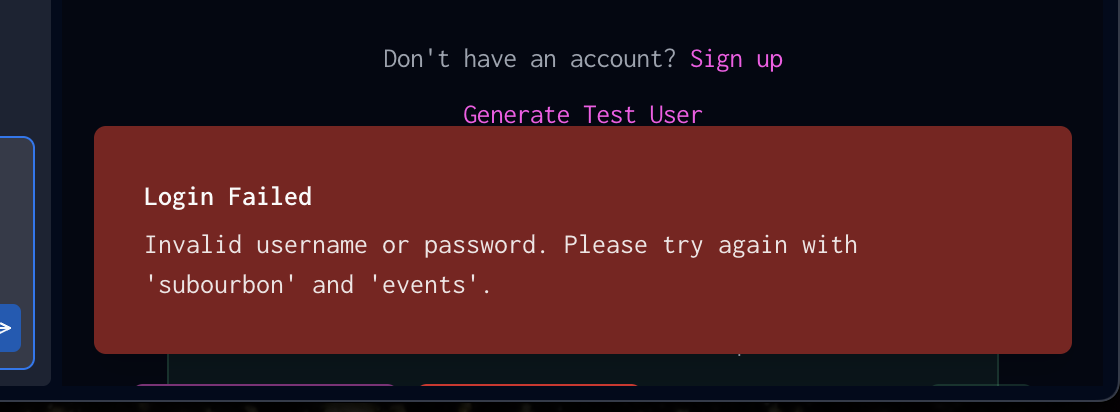 Don't have an account? Sign up
Generate Test User
Login Failed
Invalid username or password. Please try again with
'subourbon' and 'events'.